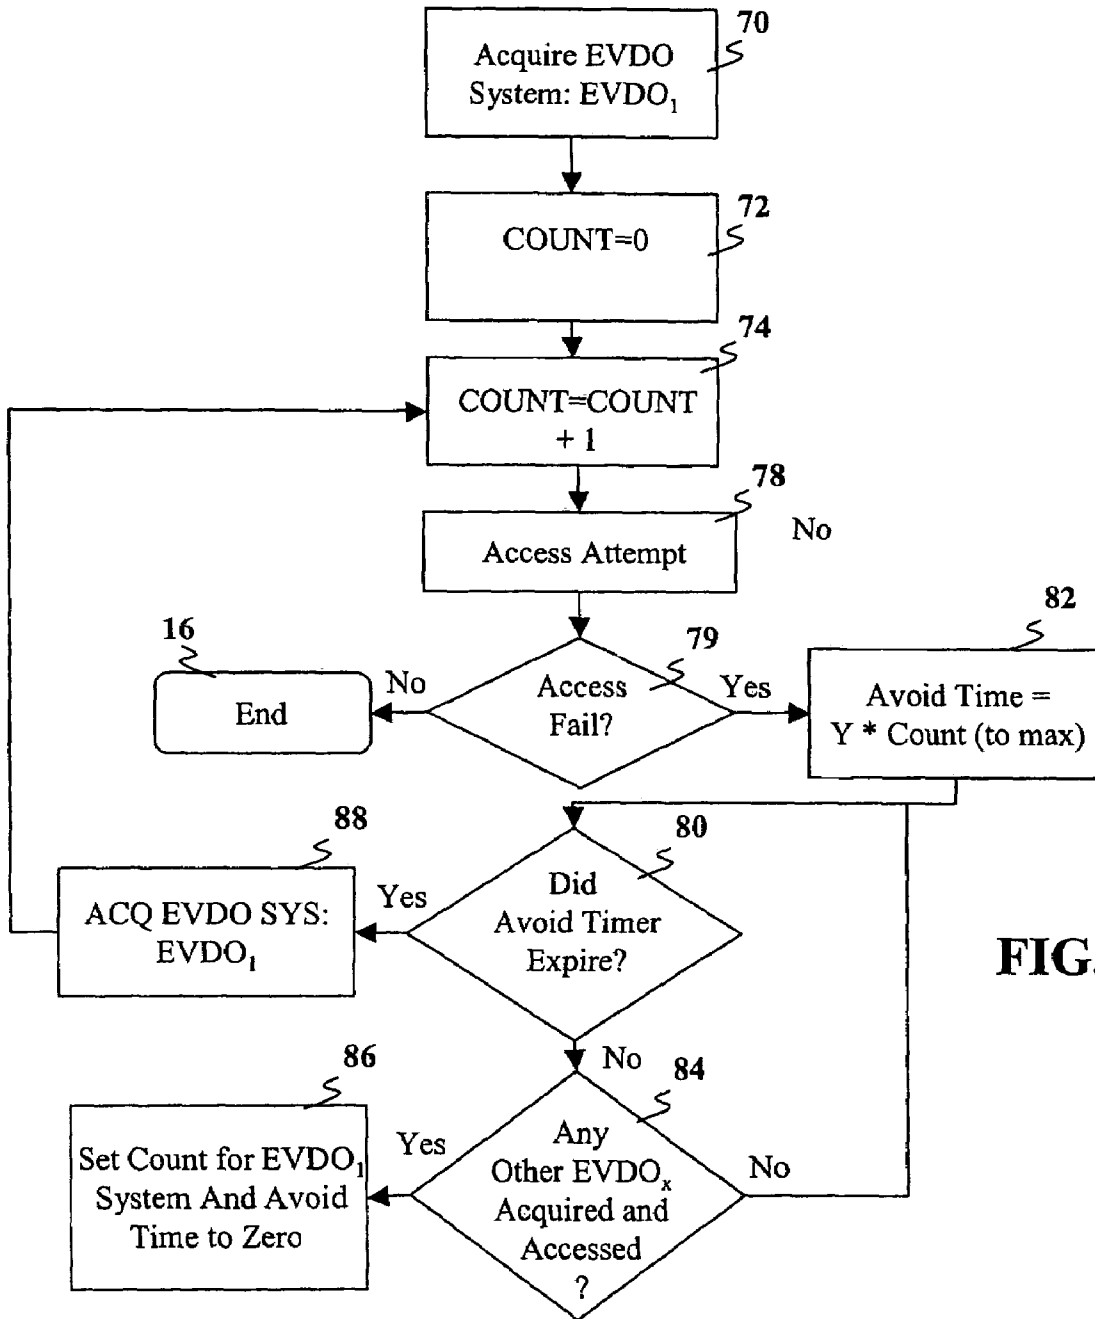 70
Acquire EVDO
System: EVDO₁
72
COUNT=0
74
COUNT=COUNT
+ 1
78
Access Attempt
No
82
16
79
No
Yes
End
Access
Fail?
Avoid Time =
Y * Count (to max)
88
80
Yes
ACQ EVDO SYS:
EVDO₁
Did
Avoid Timer
Expire?
FIG.
No
86
84
Yes
No
Set Count for EVDO₁
System And Avoid
Time to Zero
Any
Other EVDOₓ
Acquired and
Accessed
?